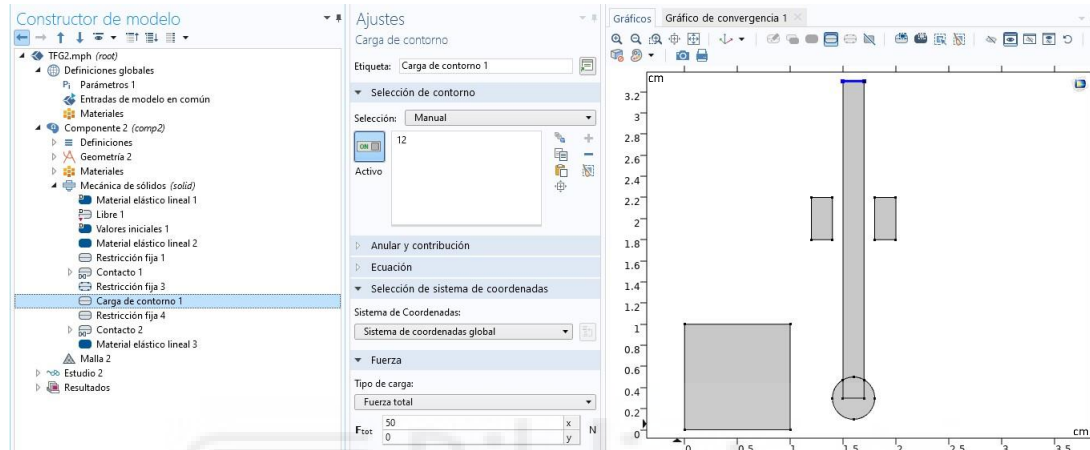 Constructor de modelo
TFG2.mph (root)
Definiciones globales
Pi Parámetros 1
Entradas de modelo en común
Materiales
Componente 2 (comp2)
Definiciones
Geometría 2
Materiales
Mecánica de sólidos (solid)
Material elástico lineal 1
Libre 1
Valores iniciales 1
Material elástico lineal 2
Restricción fija 1
Contacto 1
Restricción fija 3
Carga de contorno 1
Restricción fija 4
Contacto 2
Material elástico lineal 3
Malla 2
Estudio 2
Resultados
Ajustes
Carga de contorno
Etiqueta: Carga de contorno 1
Selección de contorno
Selección: Manual
ON
12
Activo
Anular y contribución
Ecuación
Selección de sistema de coordenadas
Sistema de Coordenadas:
Sistema de coordenadas global
Fuerza
Tipo de carga:
Fuerza total
Ftot 50 x N
0 y
Gráficos Gráfico de convergencia 1
cm
3.2
3
2.8
2.6
2.4
2.2
2
1.8
1.6
1.4
1.2
1
0.8
0.6
0.4
0.2
0
cm
0 0.5 1 1.5 2 2.5 3 3.5